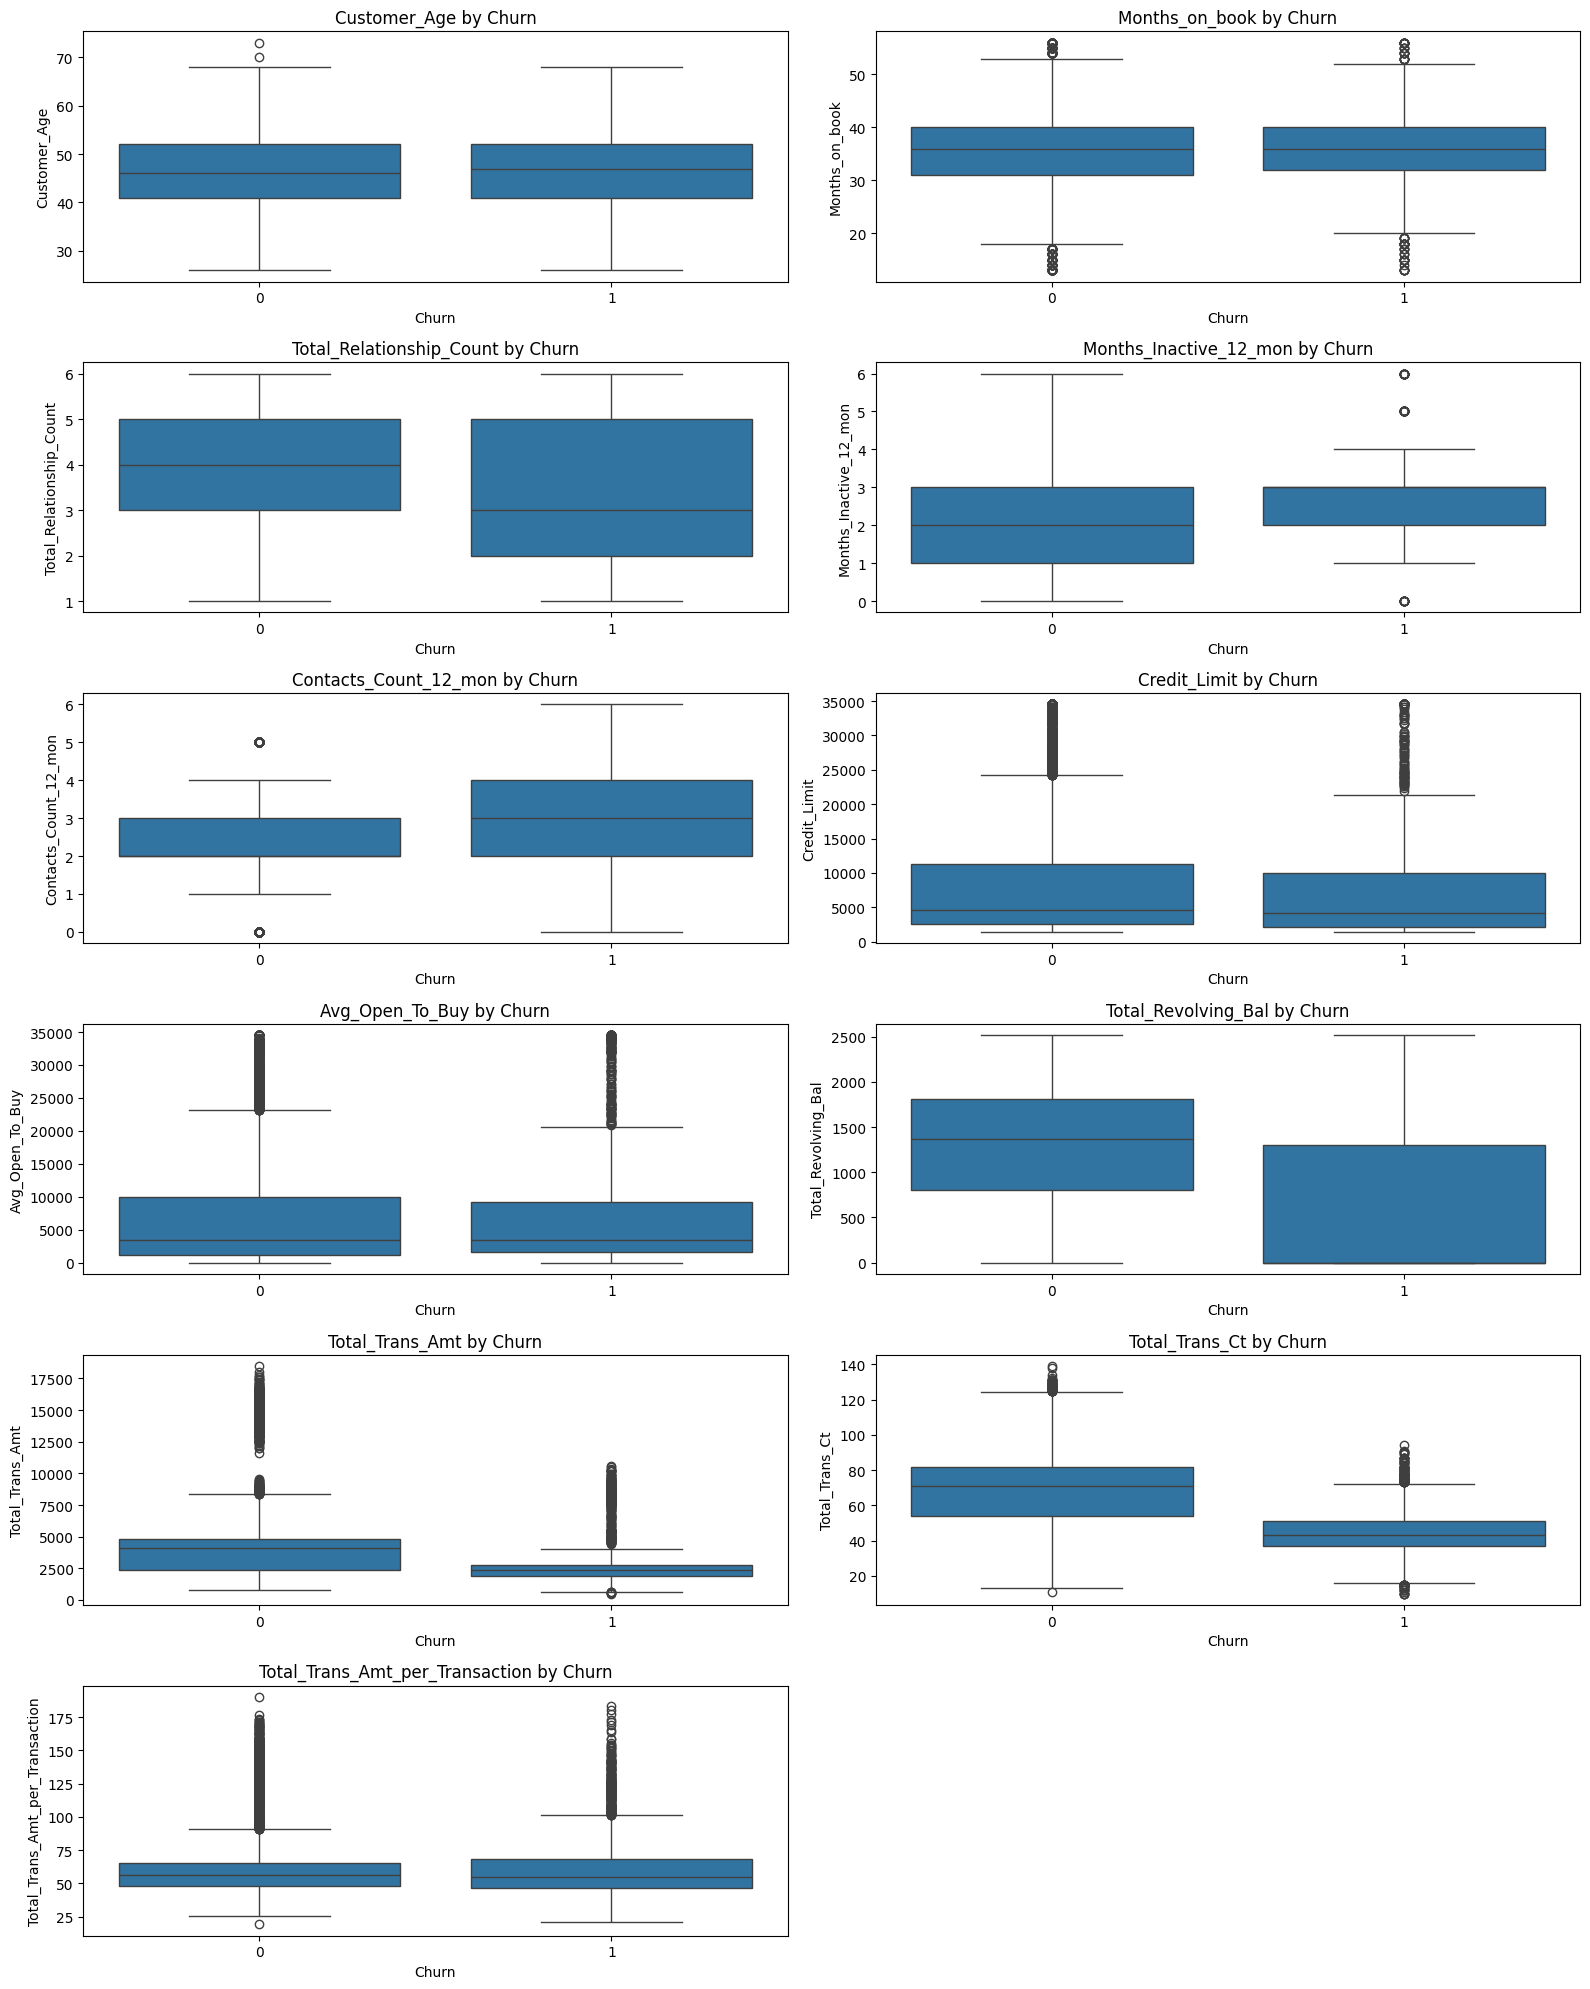 Customer_Age by Churn
Customer_Age
70
60
50
40
30
0 1
Churn
Months_on_book by Churn
Months_on_book
50
40
30
20
0 1
Churn
Total_Relationship_Count by Churn
Total_Relationship_Count
6
5
4
3
2
1
0 1
Churn
Months_Inactive_12_mon by Churn
Months_Inactive_12_mon
6
5
4
3
2
1
0
0 1
Churn
Contacts_Count_12_mon by Churn
Contacts_Count_12_mon
6
5
4
3
2
1
0
0 1
Churn
Credit_Limit by Churn
Credit_Limit
35000
30000
25000
20000
15000
10000
5000
0
0 1
Churn
Avg_Open_To_Buy by Churn
Avg_Open_To_Buy
35000
30000
25000
20000
15000
10000
5000
0
0 1
Churn
Total_Revolving_Bal by Churn
Total_Revolving_Bal
2500
2000
1500
1000
500
0
0 1
Churn
Total_Trans_Amt by Churn
Total_Trans_Amt
17500
15000
12500
10000
7500
5000
2500
0
0 1
Churn
Total_Trans_Ct by Churn
Total_Trans_Ct
140
120
100
80
60
40
20
0 1
Churn
Total_Trans_Amt_per_Transaction by Churn
Total_Trans_Amt_per_Transaction
175
150
125
100
75
50
25
0 1
Churn